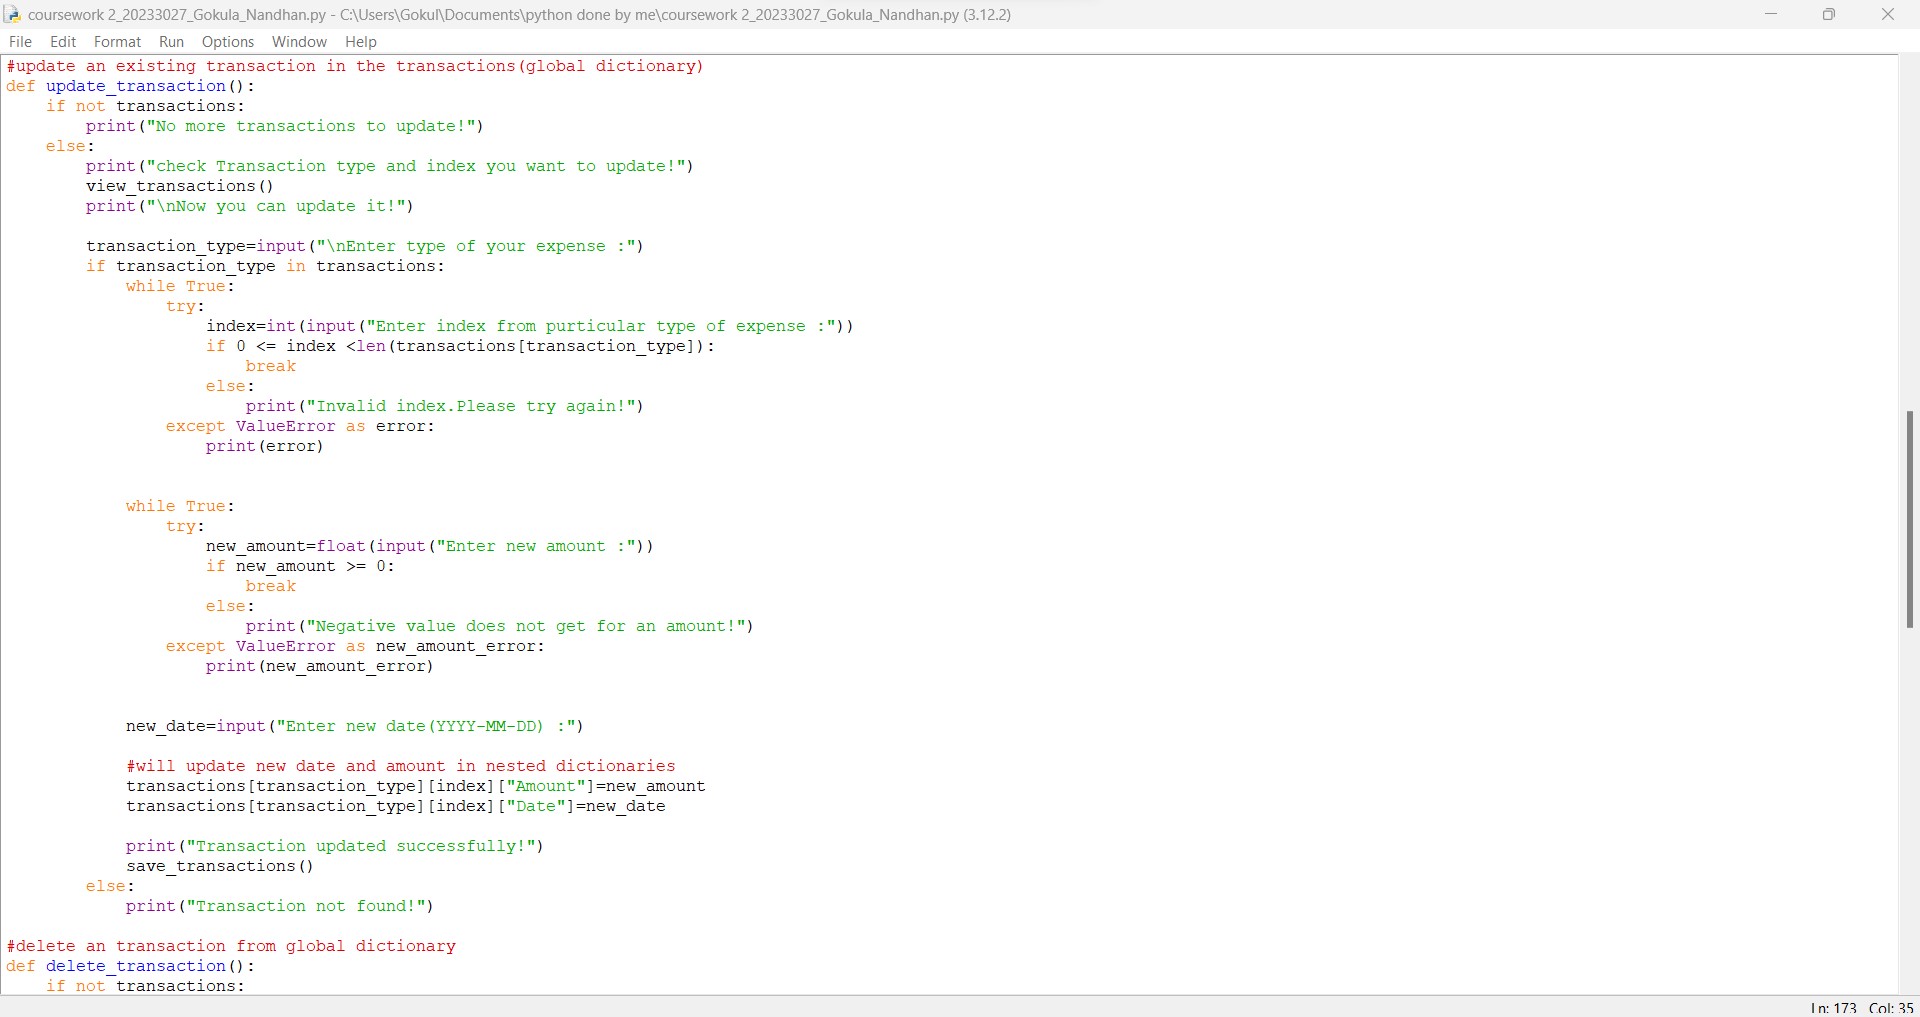 coursework 2_20233027_Gokula_Nandhan.py - C:\Users\Gokul\Documents\python done by me\coursework 2_20233027_Gokula_Nandhan.py (3.12.2)
File Edit Format Run Options Window Help
#update an existing transaction in the transactions(global dictionary)
def update_transaction():
    if not transactions:
        print("No more transactions to update!")
    else:
        print("check Transaction type and index you want to update!")
        view_transactions()
        print("\nNow you can update it!")

        transaction_type=input("\nEnter type of your expense :")
        if transaction_type in transactions:
            while True:
                try:
                    index=int(input("Enter index from purticular type of expense :"))
                    if 0 <= index <len(transactions[transaction_type]):
                        break
                    else:
                        print("Invalid index.Please try again!")
                except ValueError as error:
                    print(error)


            while True:
                try:
                    new_amount=float(input("Enter new amount :"))
                    if new_amount >= 0:
                        break
                    else:
                        print("Negative value does not get for an amount!")
                except ValueError as new_amount_error:
                    print(new_amount_error)


            new_date=input("Enter new date(YYYY-MM-DD) :")

            #will update new date and amount in nested dictionaries
            transactions[transaction_type][index]["Amount"]=new_amount
            transactions[transaction_type][index]["Date"]=new_date

            print("Transaction updated successfully!")
            save_transactions()
        else:
            print("Transaction not found!")

#delete an transaction from global dictionary
def delete_transaction():
    if not transactions:
Ln: 173 Col: 35